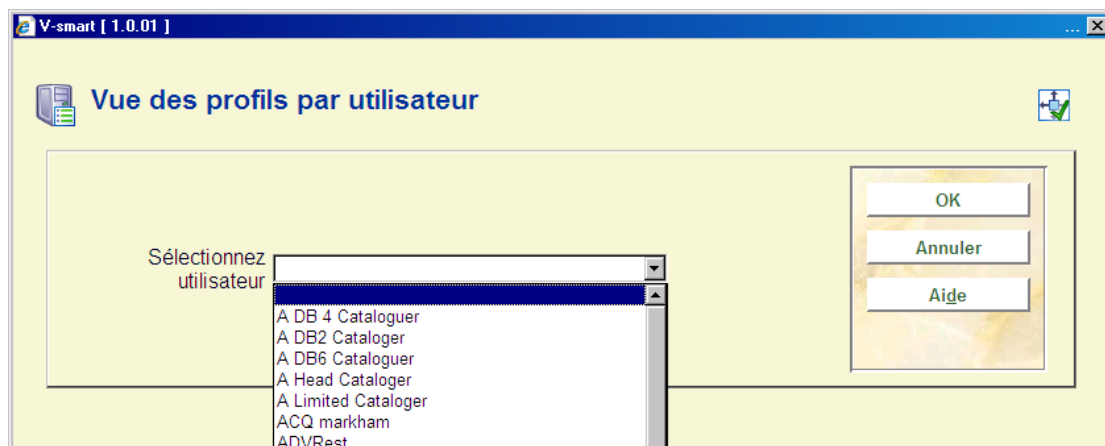 V-smart [ 1.0.01 ]
...
Vue des profils par utilisateur
Sélectionnez
utilisateur
A DB 4 Cataloguer
A DB2 Cataloger
A DB6 Cataloguer
A Head Cataloger
A Limited Cataloger
ACQ markham
ADVRest
OK
Annuler
Aide